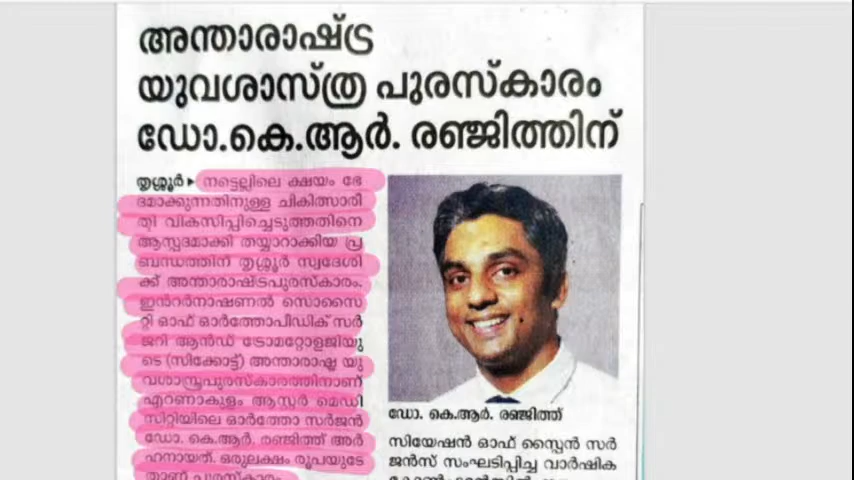 അന്താരാഷ്ട്ര
യുവശാസ്ത്ര പുരസ്കാരം
ഡോ.കെ.ആർ. രഞ്ജിത്തിന്
തൃശ്ശൂർ ▸ നട്ടെല്ലിലെ ക്ഷയം ഭേ
ദമാക്കുന്നതിനുള്ള ചികിത്സാരീ
തി വികസിപ്പിച്ചെടുത്തതിനെ
ആസ്പദമാക്കി തയ്യാറാക്കിയ പ്ര
ബന്ധത്തിന് തൃശ്ശൂർ സ്വദേശി
ക്ക് അന്താരാഷ്ട്രപുരസ്കാരം.
ഇൻറർനാഷണൽ സൊസൈ
റ്റി ഓഫ് ഓർത്തോപീഡിക് സർ
ജറി ആൻഡ് ട്രോമറ്റോളജിയു
ടെ (സിക്കോട്ട്) അന്താരാഷ്ട്ര യു
വശാസ്ത്രപുരസ്കാരത്തിനാണ്
എറണാകുളം ആസ്റ്റർ മെഡി
സിറ്റിയിലെ ഓർത്തോ സർജൻ
ഡോ. കെ.ആർ. രഞ്ജിത്ത് അർ
ഹനായത്. ഒരുലക്ഷം രൂപയുടേ
താണ് പുരസ്കാരം.
ഡോ. കെ.ആർ. രഞ്ജിത്ത്
സിയേഷൻ ഓഫ് സ്പൈൻ സർ
ജൻസ് സംഘടിപ്പിച്ച വാർഷിക